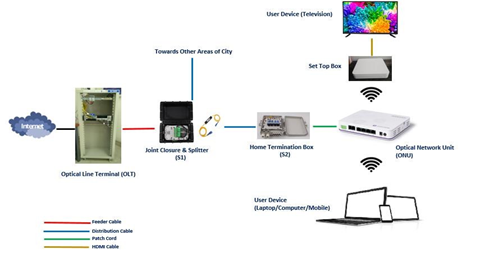 User Device (Television)
Towards Other Areas of City
Set Top Box
Internet
Joint Closure & Splitter
(S1)
Home Termination Box
(S2)
Optical Network Unit
(ONU)
Optical Line Terminal (OLT)
User Device
(Laptop/Computer/Mobile)
Feeder Cable
Distribution Cable
Patch Cord
HDMI Cable